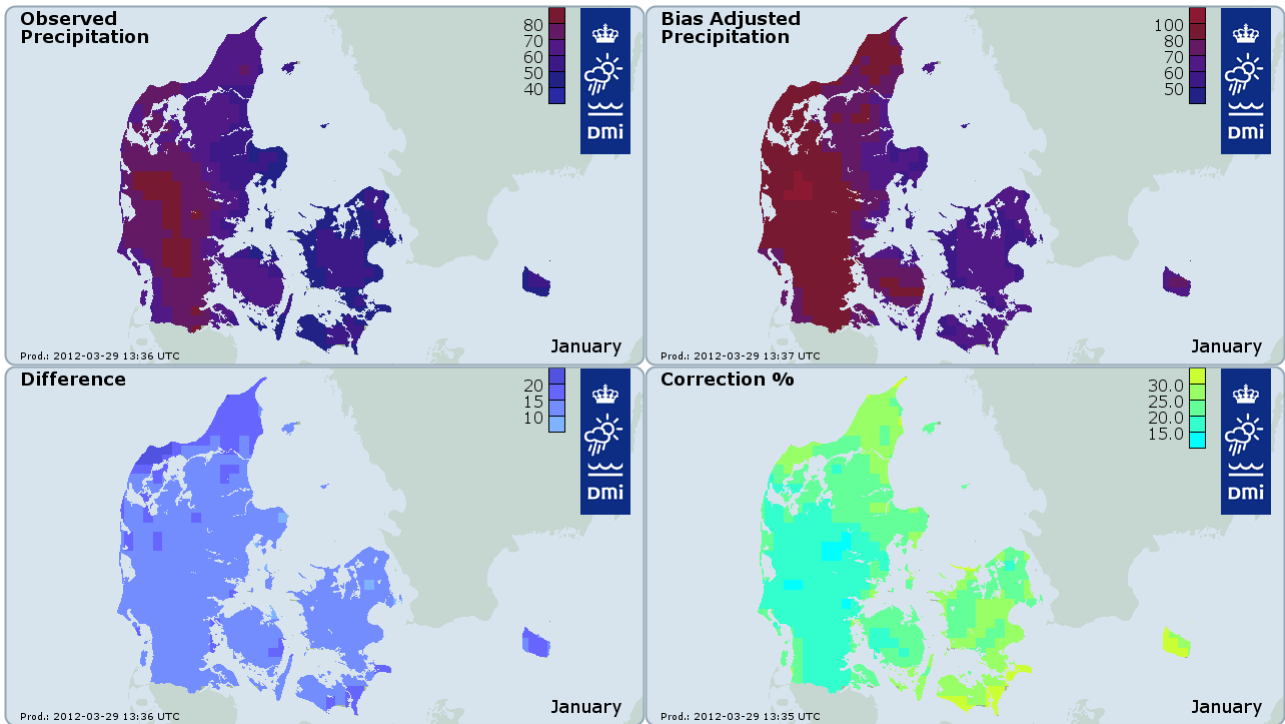 Observed
Precipitation
80
70
60
50
40
DMi
Prod.: 2012-03-29 13:36 UTC
January
Bias Adjusted
Precipitation
100
80
70
60
50
DMi
Prod.: 2012-03-29 13:37 UTC
January
Difference
20
15
10
DMi
Prod.: 2012-03-29 13:36 UTC
January
Correction %
30.0
25.0
20.0
15.0
DMi
Prod.: 2012-03-29 13:35 UTC
January